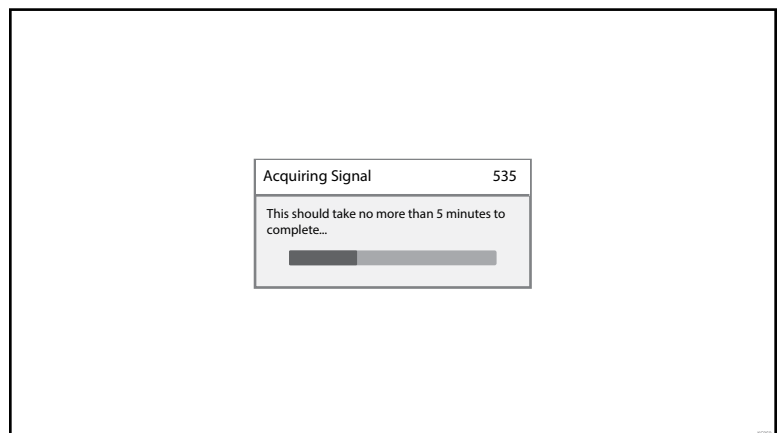 Acquiring Signal 535
This should take no more than 5 minutes to
complete...